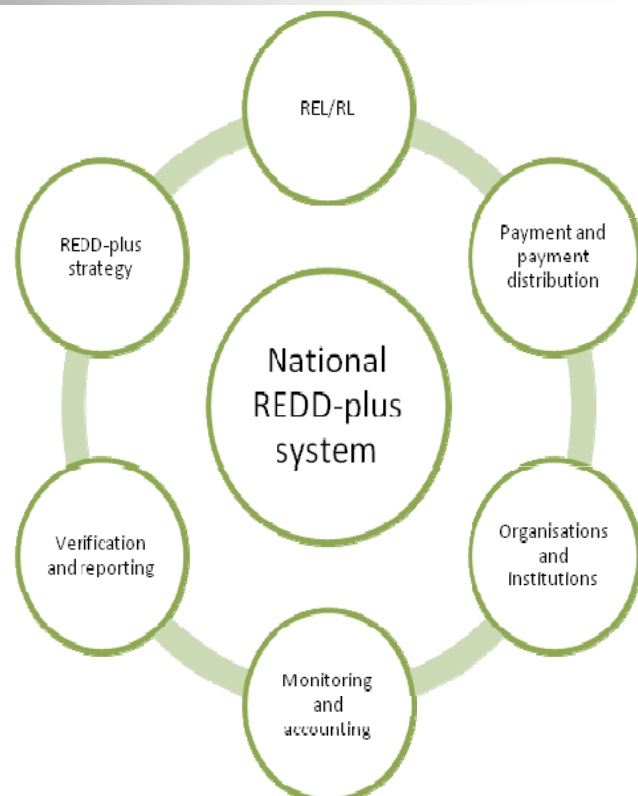 REL/RL
Payment and
payment
distribution
Organisations
and
institutions
Monitoring
and
accounting
Verification
and reporting
REDD-plus
strategy
National
REDD-plus
system